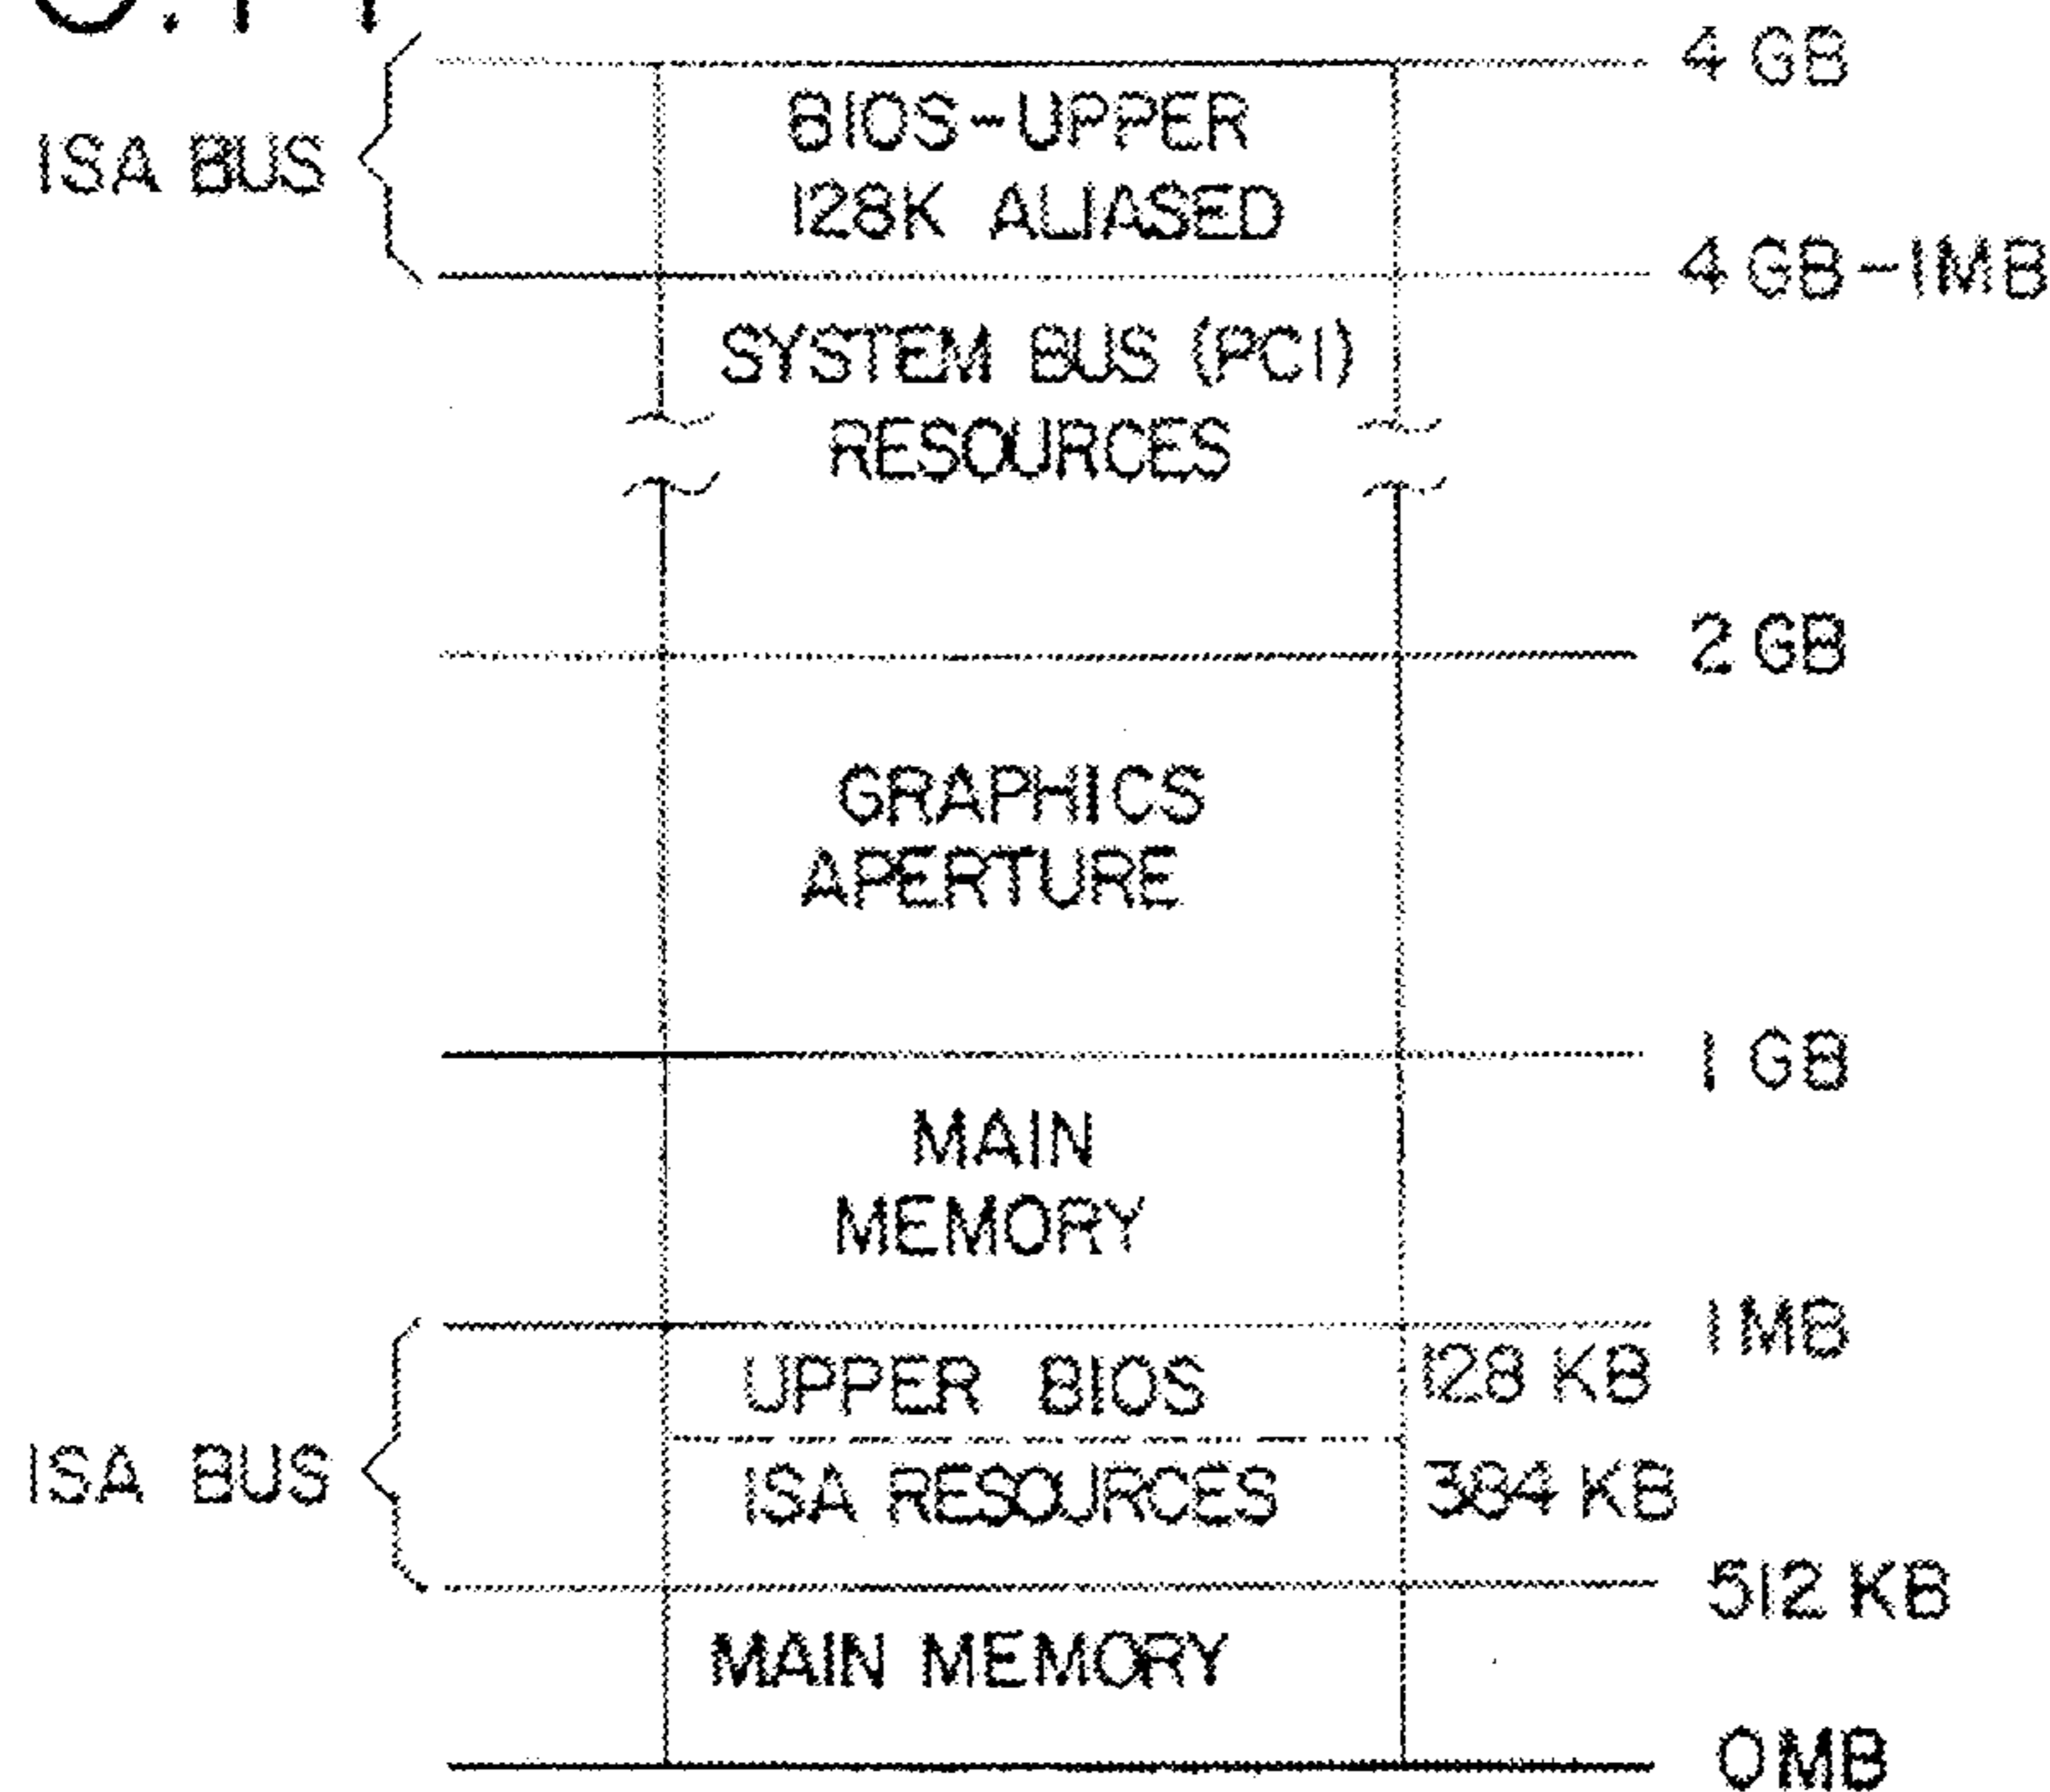 4 GB
ISA BUS
BIOS-UPPER
128K ALIASED
4 GB-1MB
SYSTEM BUS (PCI)
RESOURCES
2 GB
GRAPHICS
APERTURE
1 GB
MAIN
MEMORY
1MB
UPPER BIOS 128 KB
ISA BUS
ISA RESOURCES 384 KB
512 KB
MAIN MEMORY
0MB